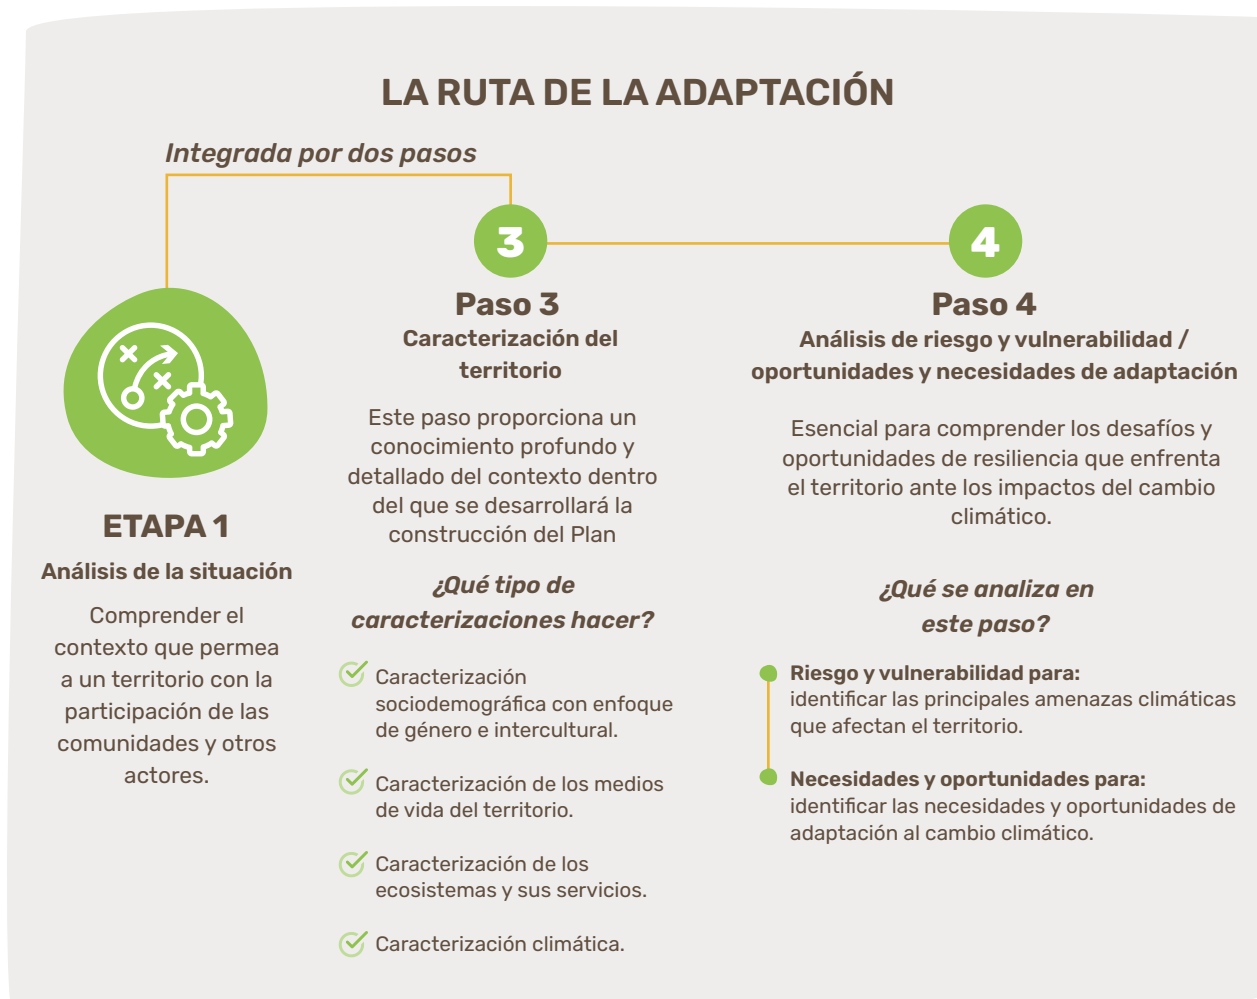 LA RUTA DE LA ADAPTACIÓN
Integrada por dos pasos
ETAPA 1
Análisis de la situación
Comprender el
contexto que permea
a un territorio con la
participación de las
comunidades y otros
actores.
3
Paso 3
Caracterización del
territorio
Este paso proporciona un
conocimiento profundo y
detallado del contexto dentro
del que se desarrollará la
construcción del Plan
¿Qué tipo de
caracterizaciones hacer?
Caracterización
sociodemográfica con enfoque
de género e intercultural.
Caracterización de los medios
de vida del territorio.
Caracterización de los
ecosistemas y sus servicios.
Caracterización climática.
4
Paso 4
Análisis de riesgo y vulnerabilidad /
oportunidades y necesidades de adaptación
Esencial para comprender los desafíos y
oportunidades de resiliencia que enfrenta
el territorio ante los impactos del cambio
climático.
¿Qué se analiza en
este paso?
Riesgo y vulnerabilidad para:
identificar las principales amenazas climáticas
que afectan el territorio.
Necesidades y oportunidades para:
identificar las necesidades y oportunidades de
adaptación al cambio climático.